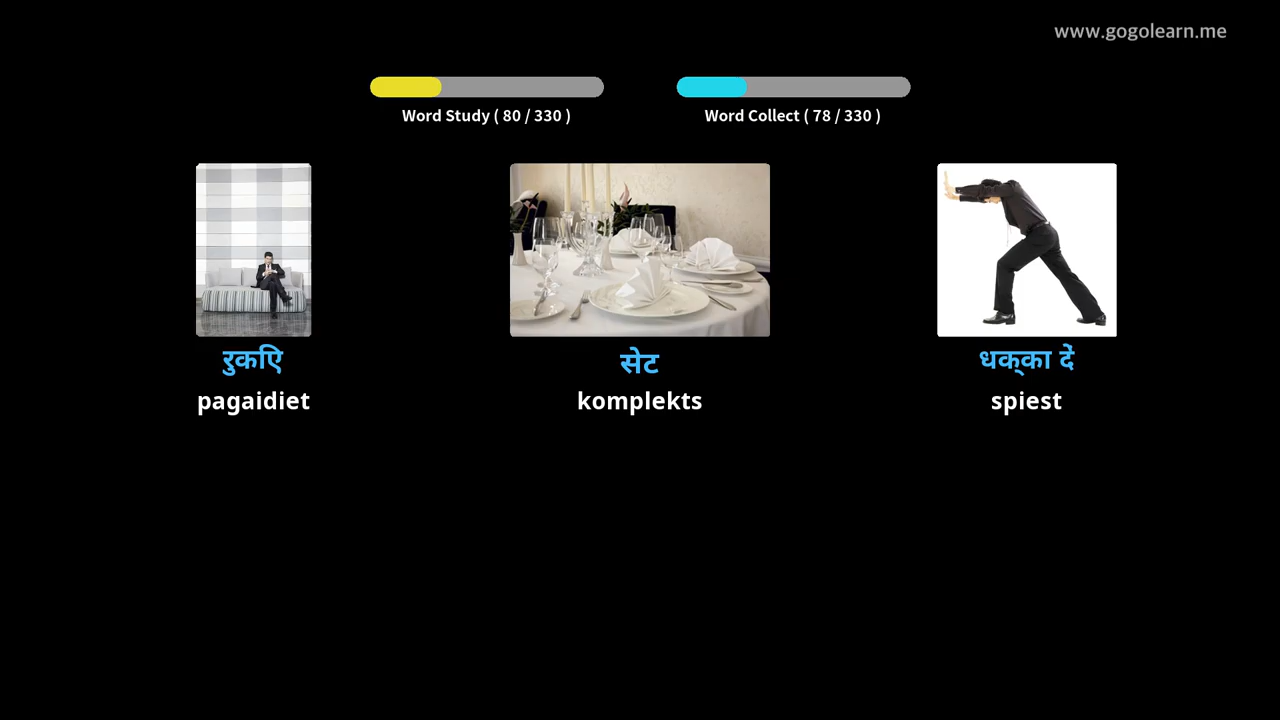 www.gogolearn.me
Word Study ( 80 / 330 )
Word Collect ( 78 / 330 )
रुकिए
सेट
धक्का दें
pagaidiet
komplekts
spiest